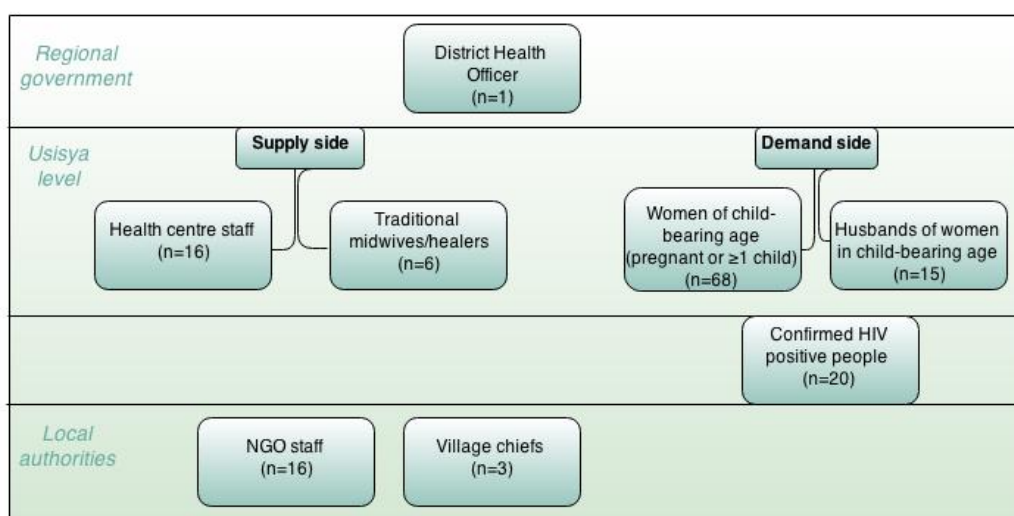 Regional
government
District Health
Officer
(n=1)
Usisya
level
Supply side
Demand side
Health centre staff
(n=16)
Traditional
midwives/healers
(n=6)
Women of child-
bearing age
(pregnant or ≥1 child)
(n=68)
Husbands of women
in child-bearing age
(n=15)
Confirmed HIV
positive people
(n=20)
Local
authorities
NGO staff
(n=16)
Village chiefs
(n=3)